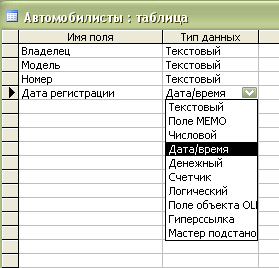 Автомобилисты : таблица
Имя поля Тип данных
Владелец Текстовый
Модель Текстовый
Номер Текстовый
Дата регистрации Дата/время
Текстовый
Поле МЕМО
Числовой
Дата/время
Денежный
Счетчик
Логический
Поле объекта OL
Гиперссылка
Мастер подстано